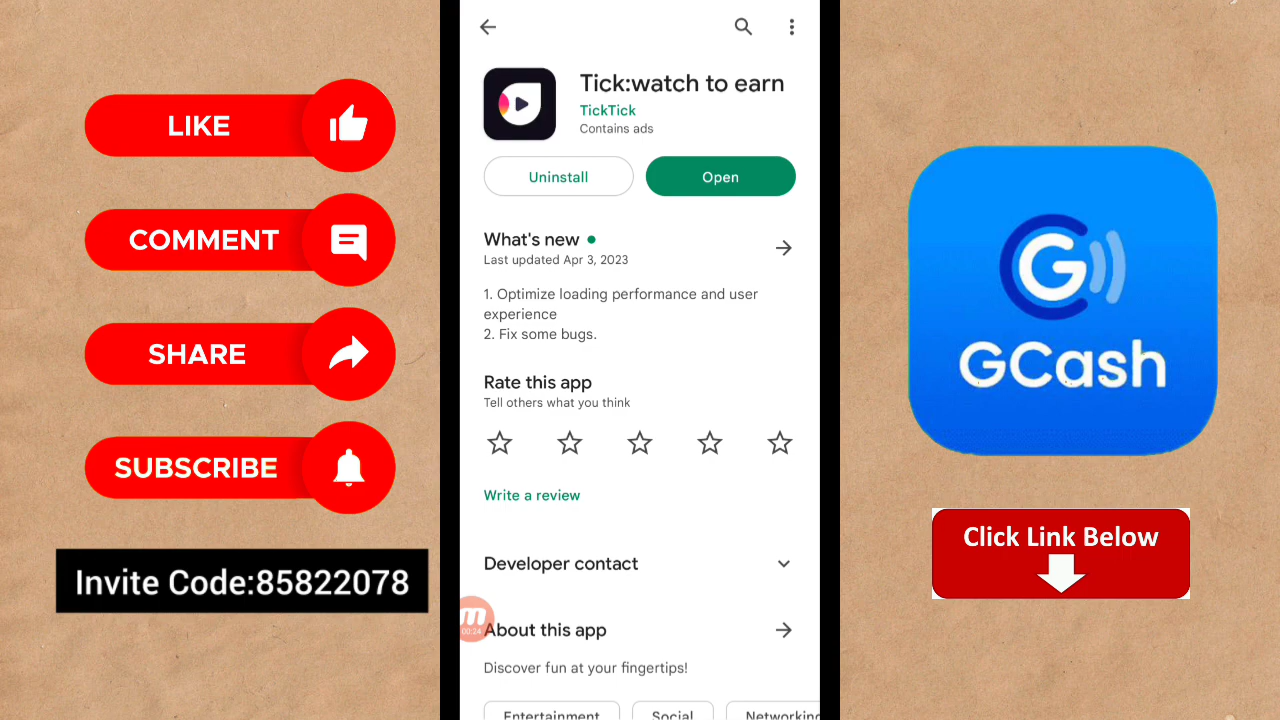 LIKE
COMMENT
SHARE
SUBSCRIBE
Invite Code:85822078
Tick:watch to earn
TickTick
Contains ads
Uninstall
Open
What's new
Last updated Apr 3, 2023
1. Optimize loading performance and user
experience
2. Fix some bugs.
Rate this app
Tell others what you think
Write a review
Developer contact
00:24
About this app
Discover fun at your fingertips!
Entertainment
Social
Networking
G
GCash
Click Link Below